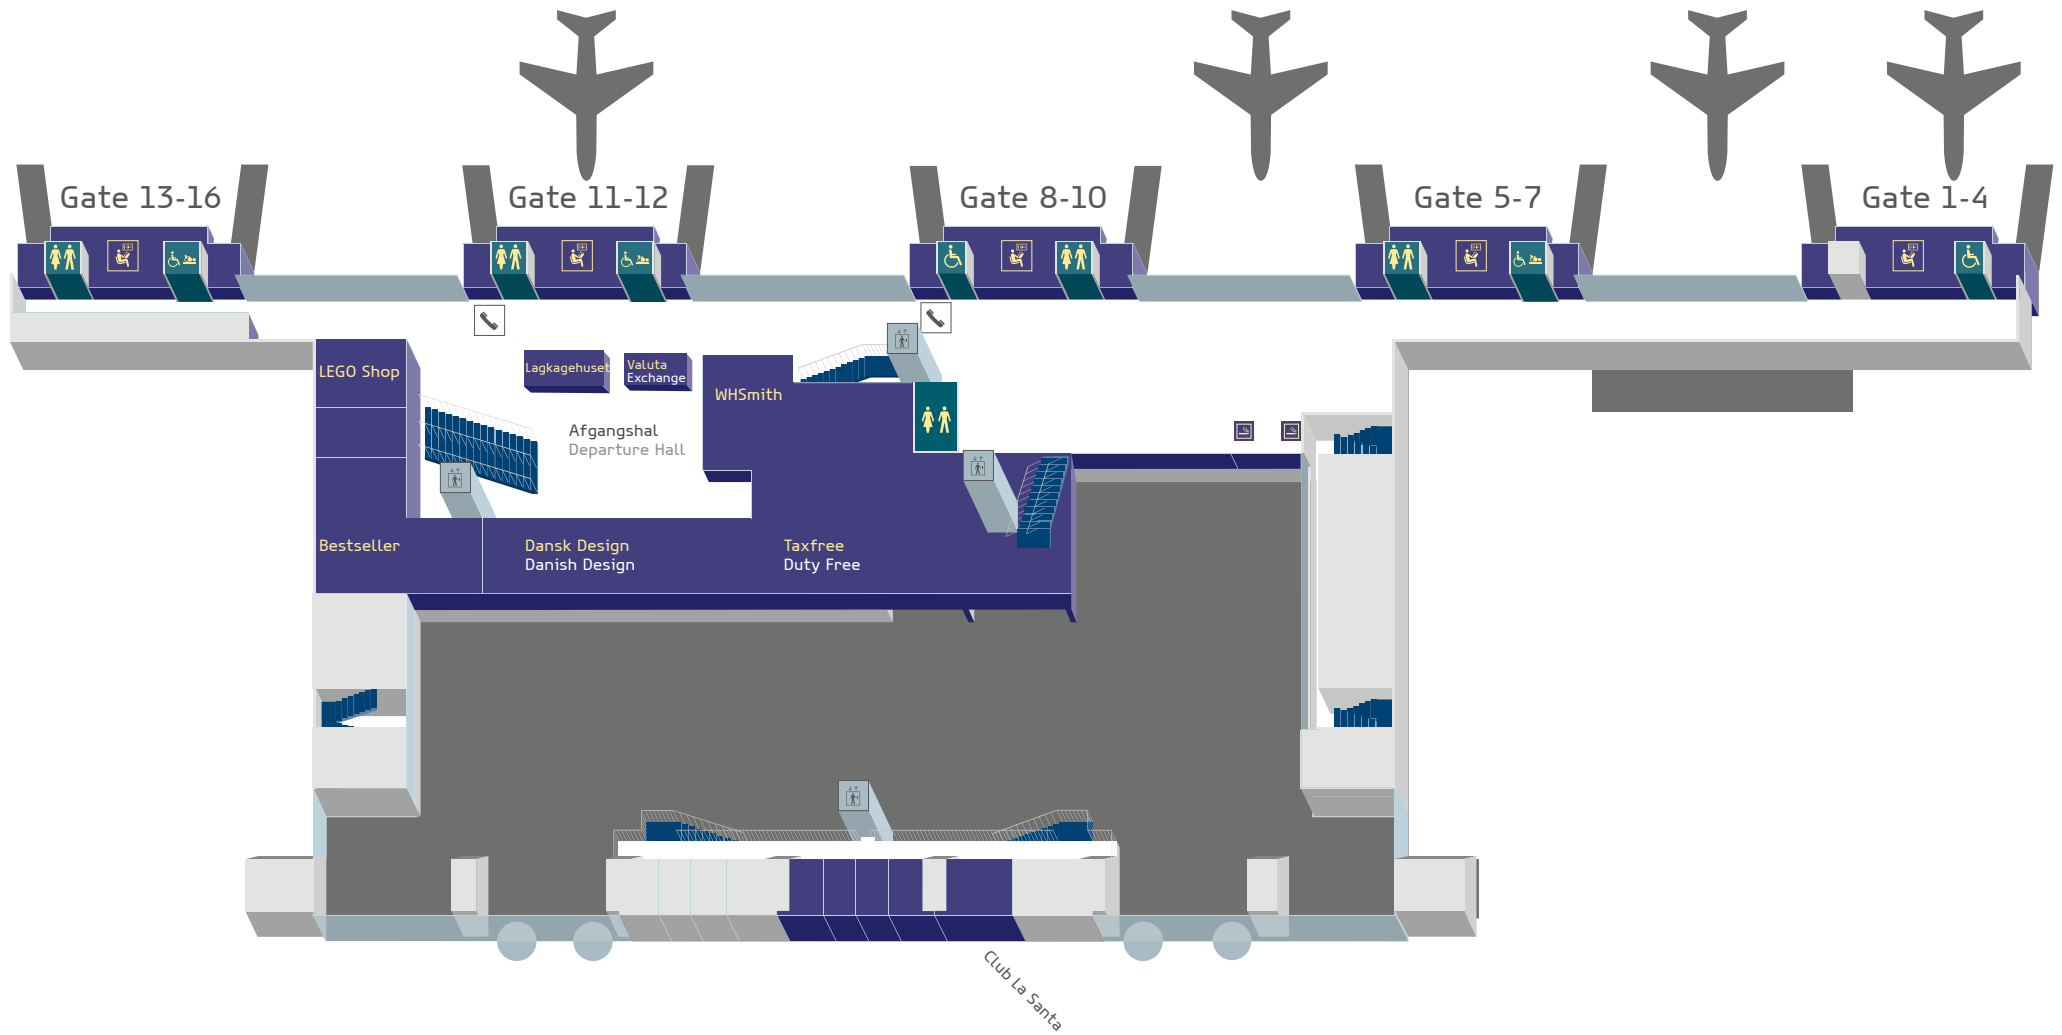 Gate 13-16
Gate 11-12
Gate 8-10
Gate 5-7
Gate 1-4
LEGO Shop
Lagkagehuset
Valuta
Exchange
WHSmith
Afgangshal
Departure Hall
Bestseller
Dansk Design
Danish Design
Taxfree
Duty Free
Club La Santa